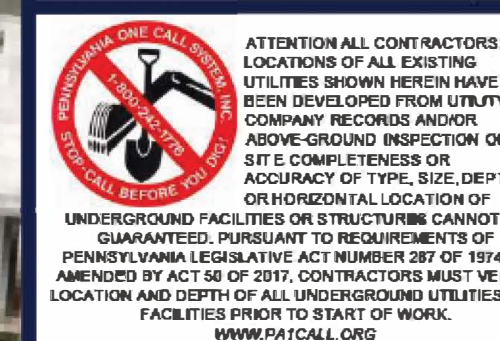 PENNSYLVANIA ONE CALL SYSTEM, INC.
1-800-242-1776
STOP-CALL BEFORE YOU DIG!
ATTENTION ALL CONTRACTORS:
LOCATIONS OF ALL EXISTING
UTILITIES SHOWN HEREIN HAVE
BEEN DEVELOPED FROM UTILITY
COMPANY RECORDS AND/OR
ABOVE-GROUND INSPECTION OF
SITE COMPLETENESS OR
ACCURACY OF TYPE, SIZE, DEPT
OR HORIZONTAL LOCATION OF
UNDERGROUND FACILITIES OR STRUCTURES CANNOT
GUARANTEED. PURSUANT TO REQUIREMENTS OF
PENNSYLVANIA LEGISLATIVE ACT NUMBER 287 OF 1974
AMENDED BY ACT 50 OF 2017, CONTRACTORS MUST VE
LOCATION AND DEPTH OF ALL UNDERGROUND UTILITIES
FACILITIES PRIOR TO START OF WORK.
WWW.PA1CALL.ORG